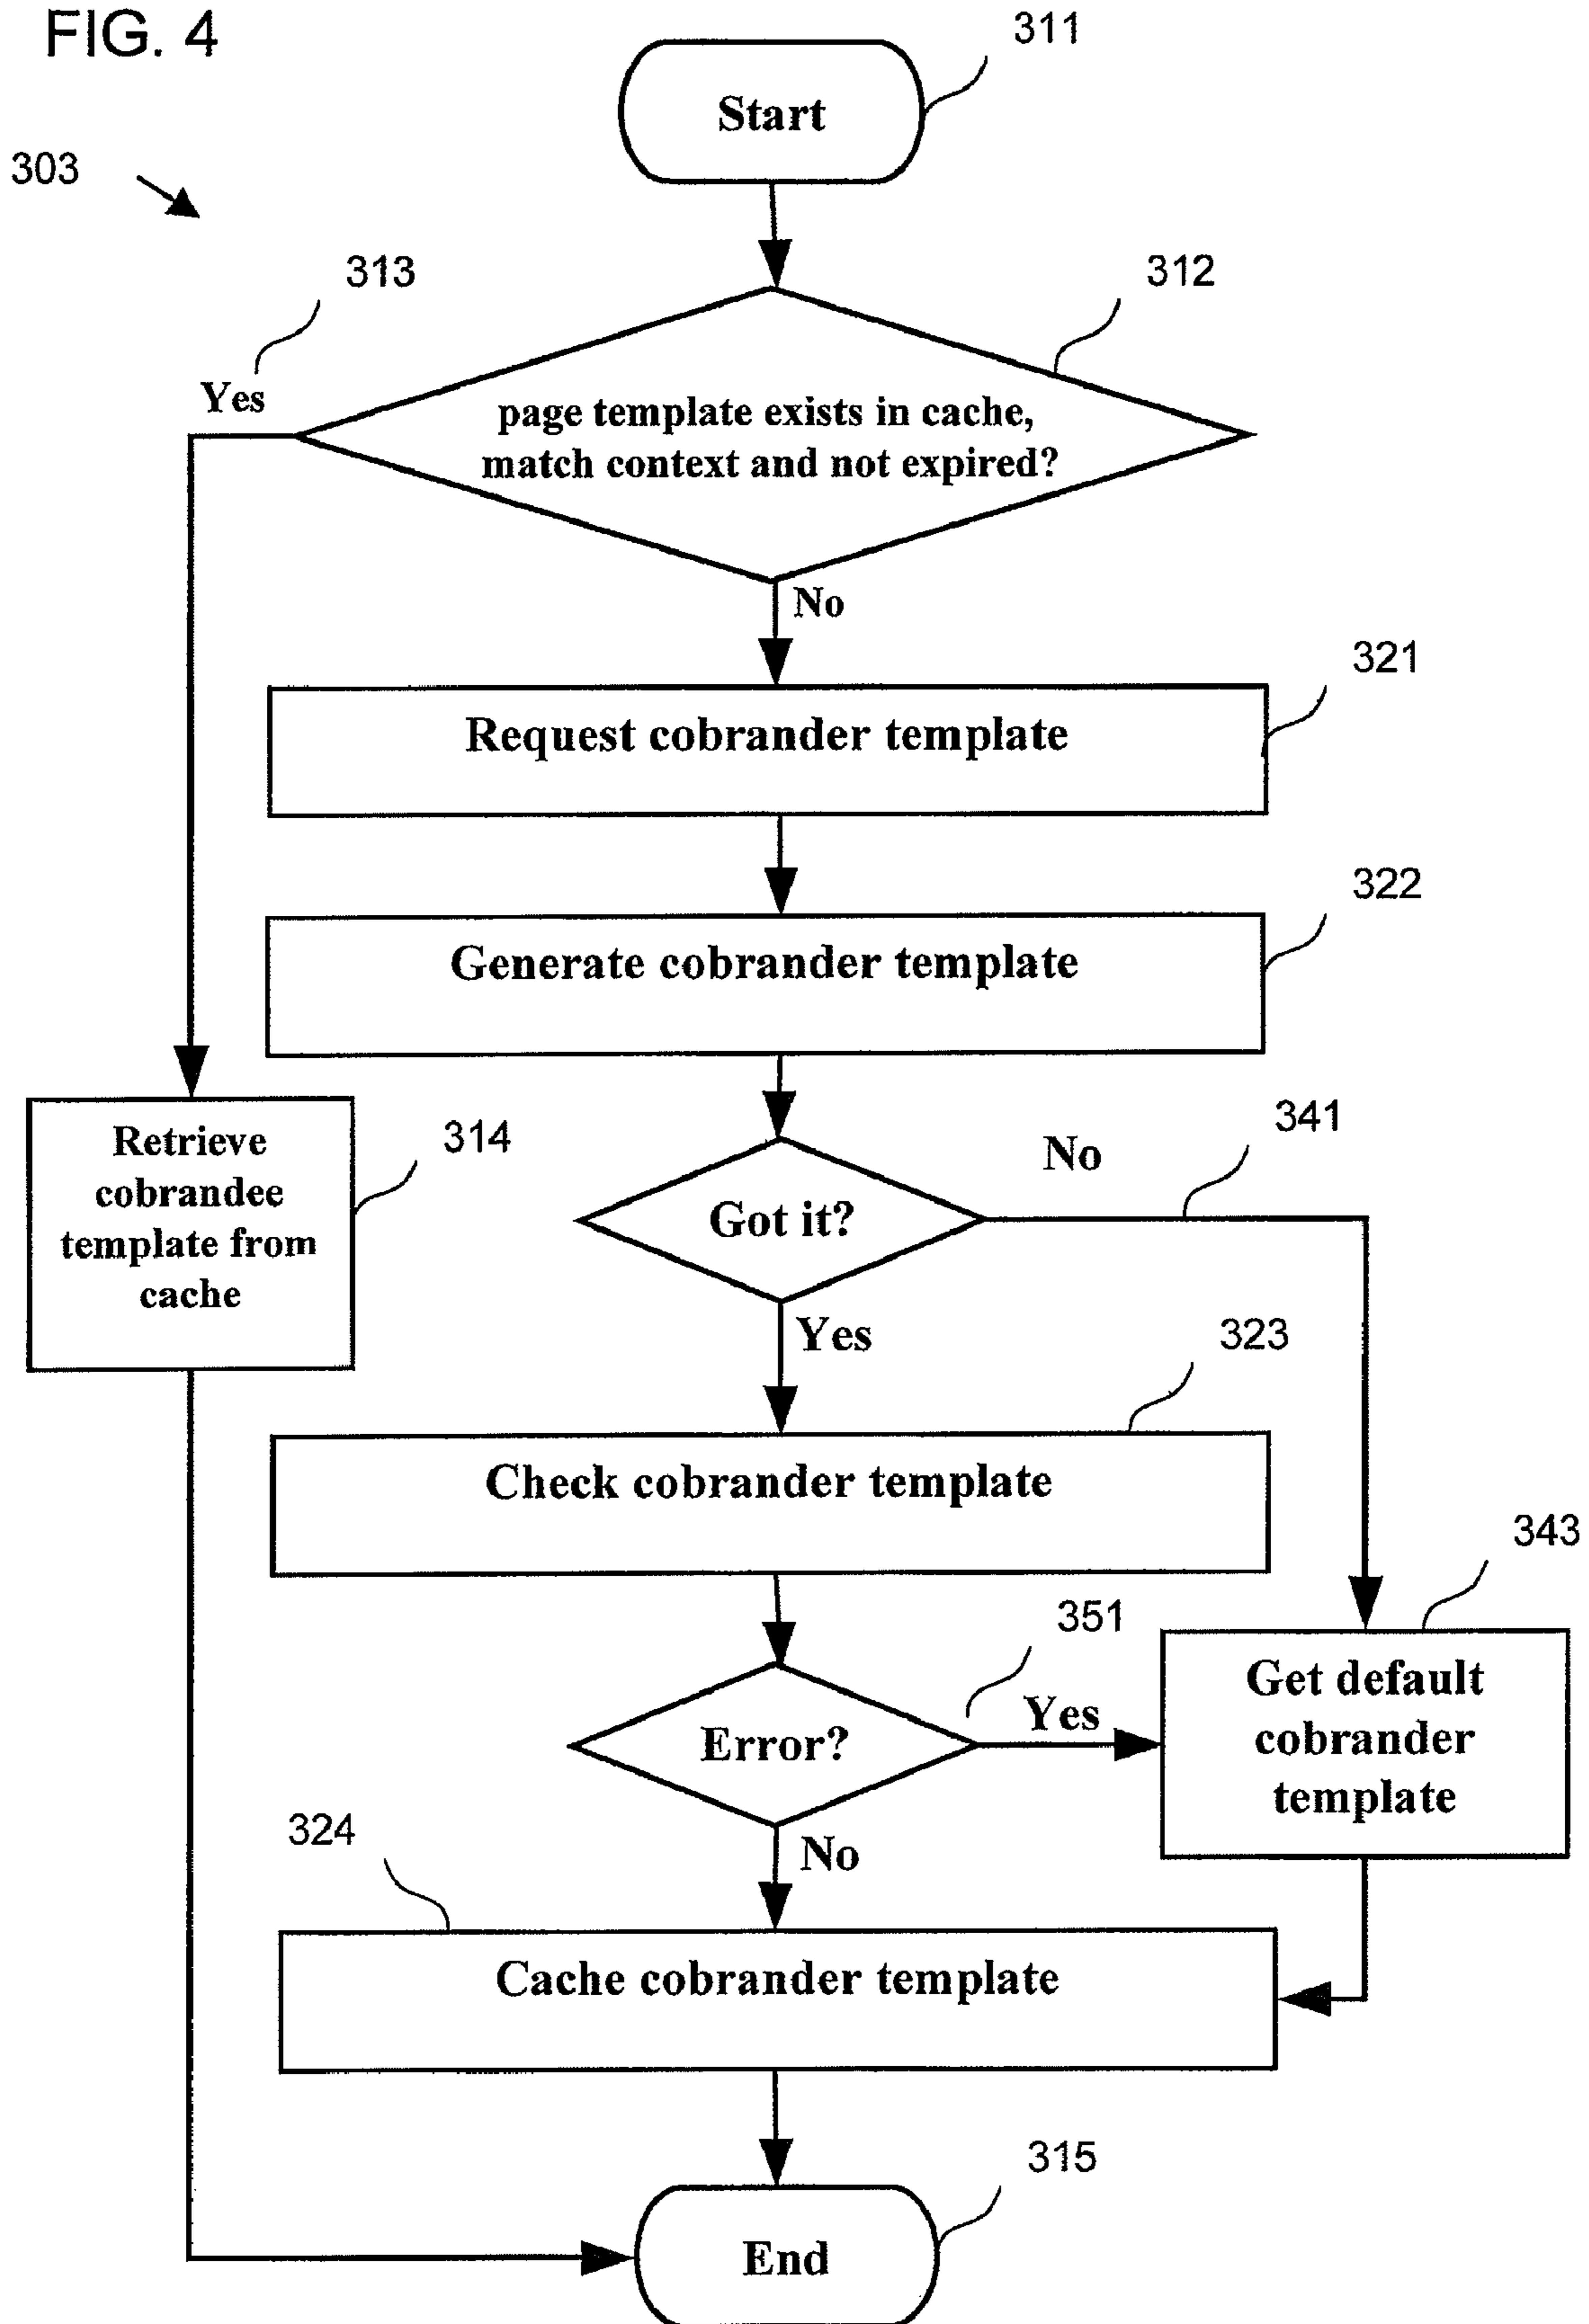 FIG. 4
311
Start
303
313
312
Yes
page template exists in cache,
match context and not expired?
No
321
Request cobrander template
322
Generate cobrander template
341
314
No
Retrieve
cobrandee
template from
cache
Got it?
Yes
323
Check cobrander template
343
351
Get default
cobrander
template
Yes
Error?
324
No
Cache cobrander template
315
End